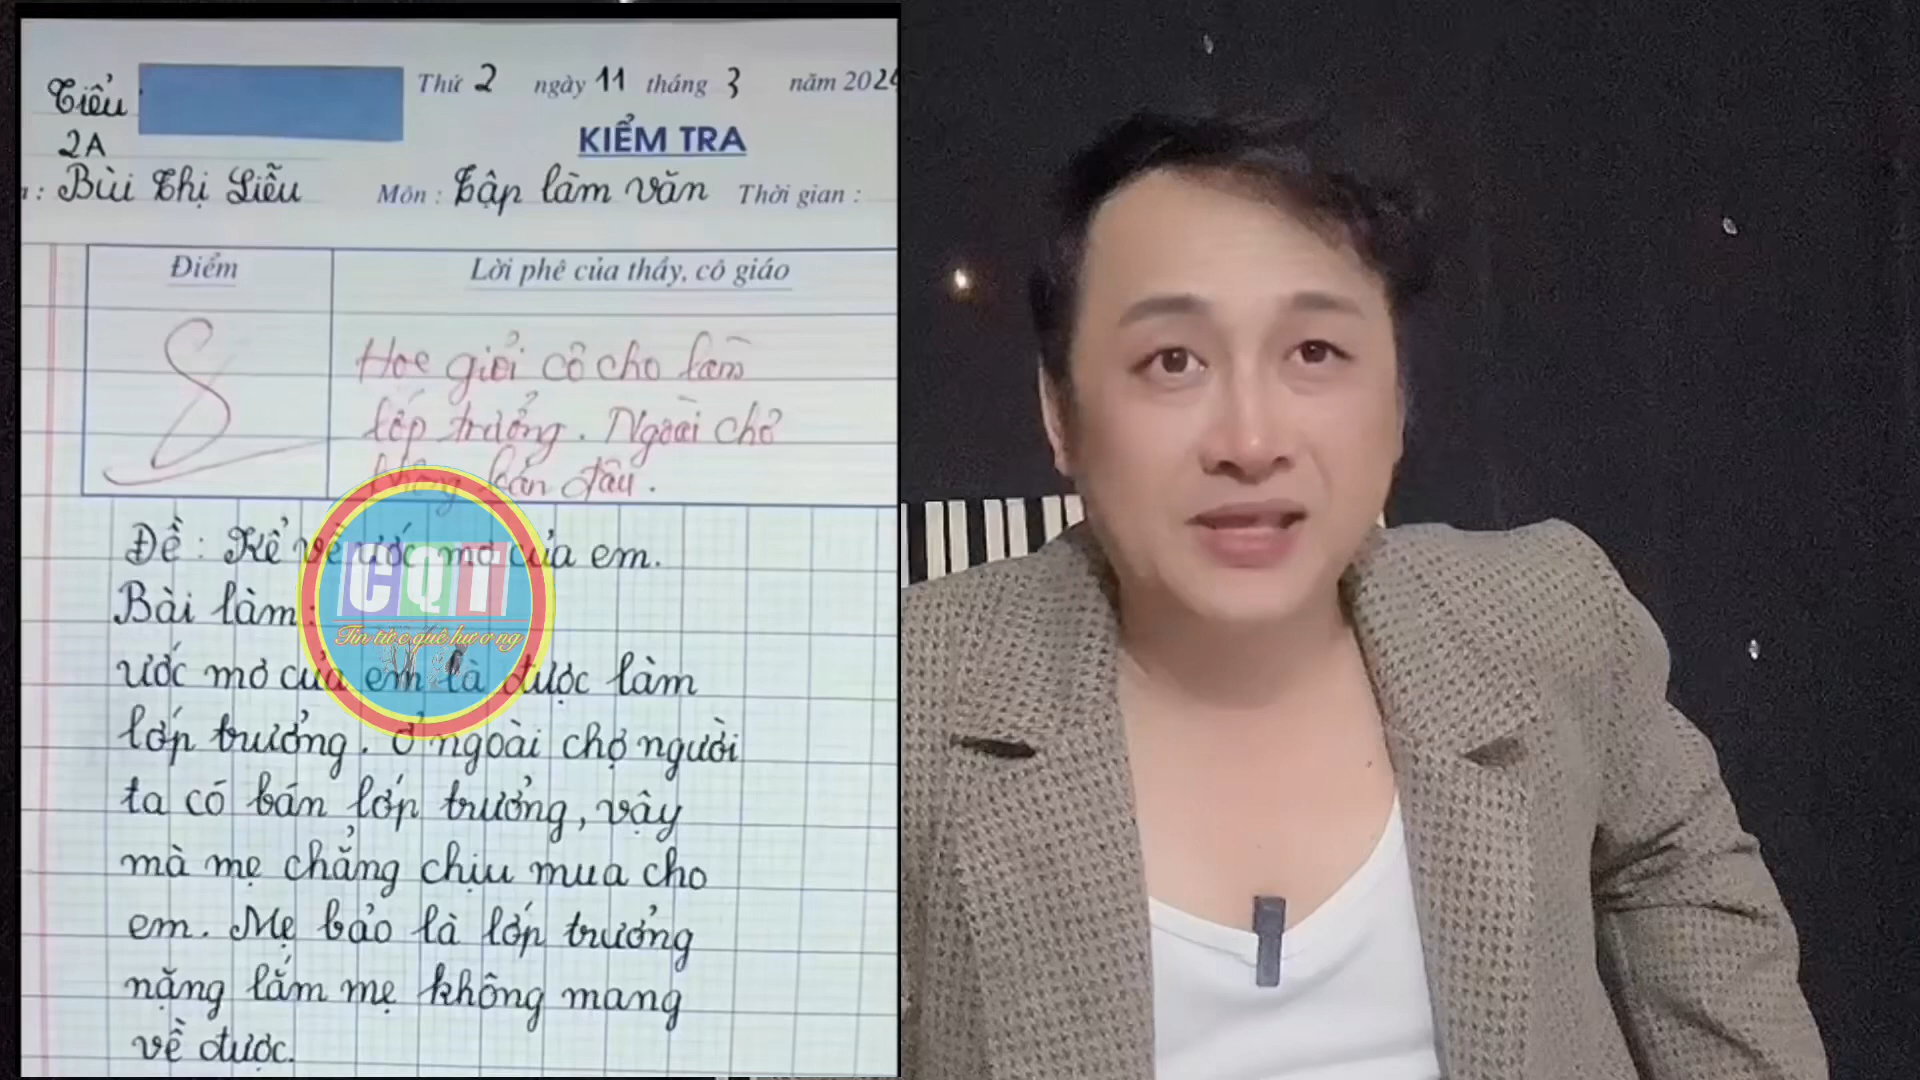 Tiểu
Thứ 2 ngày 11 tháng 3 năm 2024
2A
KIỂM TRA
: Bùi Thị Liễu Môn : Tập làm văn Thời gian :
Điểm
Lời phê của thầy, cô giáo
8
Học giỏi cô cho làm
lớp trưởng. Ngoài chợ
không bán đâu.
Đề: Kể về ước mơ của em.
Bài làm:
CQT
Tin tức quê hương
ước mơ của em là được làm
lớp trưởng. Ở ngoài chợ người
ta có bán lớp trưởng, vậy
mà mẹ chẳng chịu mua cho
em. Mẹ bảo là lớp trưởng
nặng lắm mẹ không mang
về được.